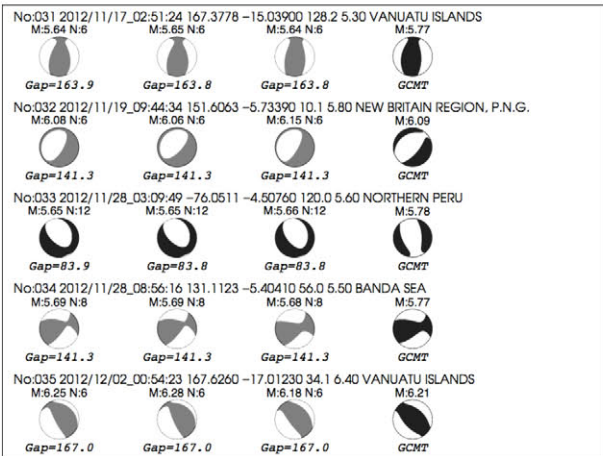 No:031 2012/11/17_02:51:24 167.3778 −15.03900 128.2 5.30 VANUATU ISLANDS
M:5.64 N:6 M:5.65 N:6 M:5.64 N:6 M:5.77
Gap=163.9 Gap=163.8 Gap=163.8 GCMT
No:032 2012/11/19_09:44:34 151.6063 −5.73390 10.1 5.80 NEW BRITAIN REGION, P.N.G.
M:6.08 N:6 M:6.06 N:6 M:6.15 N:6 M:6.09
Gap=141.3 Gap=141.3 Gap=141.3 GCMT
No:033 2012/11/28_03:09:49 −76.0511 −4.50760 120.0 5.60 NORTHERN PERU
M:5.65 N:12 M:5.65 N:12 M:5.66 N:12 M:5.78
Gap=83.9 Gap=83.8 Gap=83.8 GCMT
No:034 2012/11/28_08:56:16 131.1123 −5.40410 56.0 5.50 BANDA SEA
M:5.69 N:8 M:5.69 N:8 M:5.68 N:8 M:5.77
Gap=141.3 Gap=141.3 Gap=141.3 GCMT
No:035 2012/12/02_00:54:23 167.6260 −17.01230 34.1 6.40 VANUATU ISLANDS
M:6.25 N:6 M:6.28 N:6 M:6.18 N:6 M:6.21
Gap=167.0 Gap=167.0 Gap=167.0 GCMT